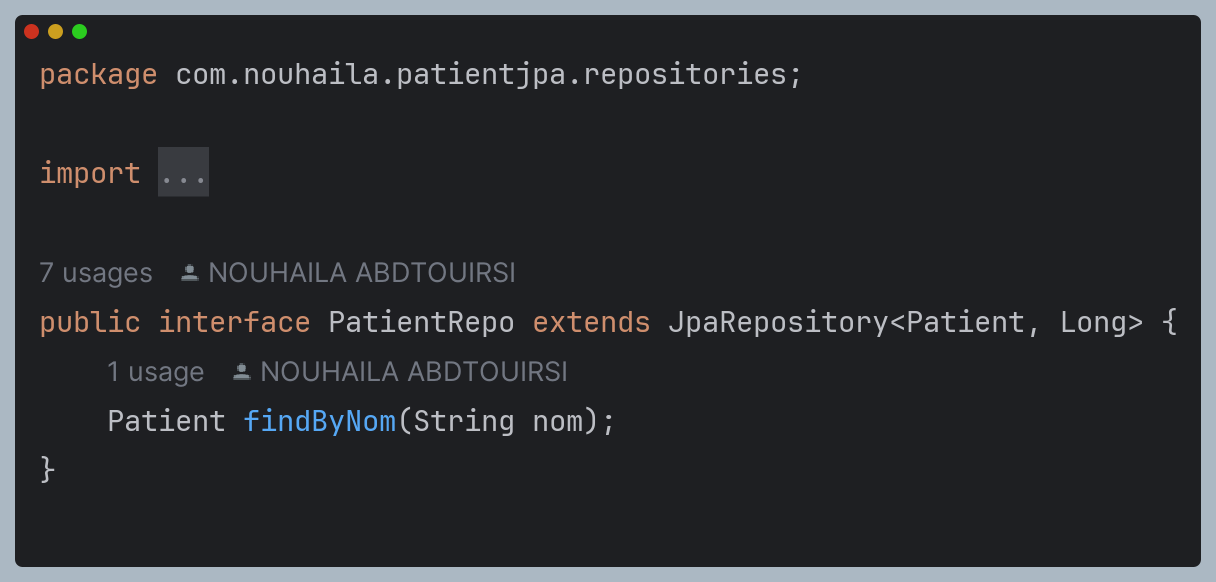 package com.nouhaila.patientjpa.repositories;
import ...
7 usages NOUHAILA ABDTOUIRSI
public interface PatientRepo extends JpaRepository<Patient, Long> {
1 usage NOUHAILA ABDTOUIRSI
Patient findByNom(String nom);
}